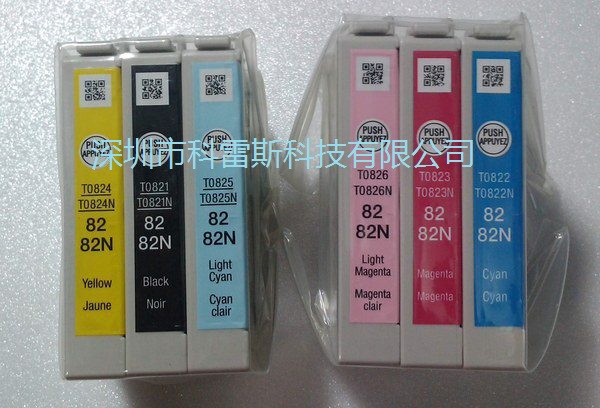 深圳市科雷斯科技有限公司
PUSH
APPUYEZ
T0824
T0824N
82
82N
Yellow
Jaune
PUSH
APPUYEZ
T0821
T0821N
82
82N
Black
Noir
PUSH
APPUYEZ
T0825
T0825N
82
82N
Light
Cyan
Cyan
clair
PUSH
APPUYEZ
T0826
T0826N
82
82N
Light
Magenta
Magenta
clair
PUSH
APPUYEZ
T0823
T0823N
82
82N
Magenta
Magenta
PUSH
APPUYEZ
T0822
T0822N
82
82N
Cyan
Cyan